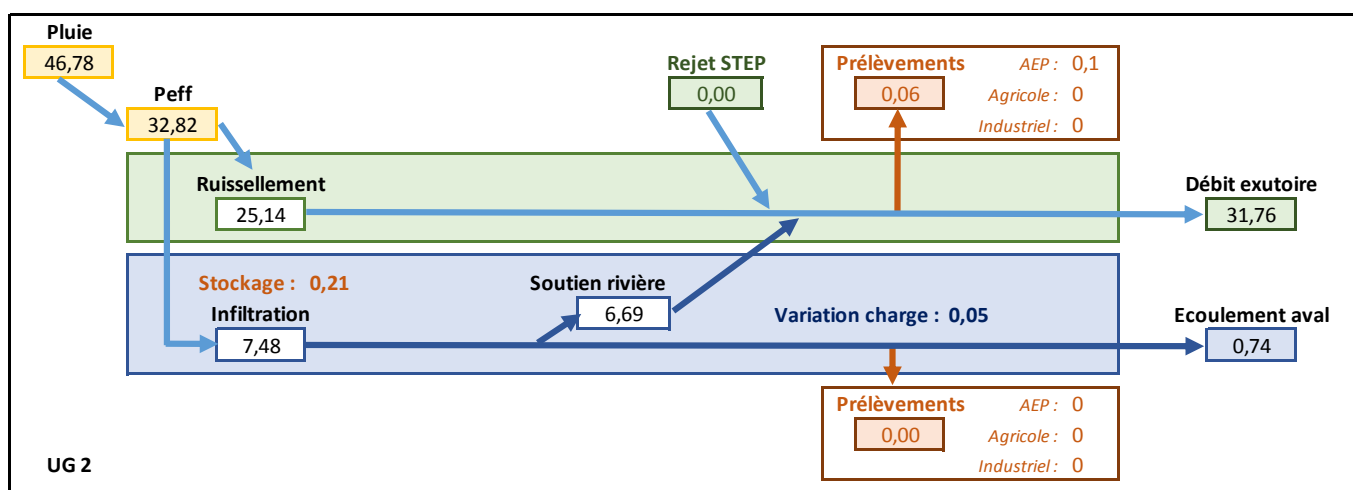 Pluie
46,78
Peff
32,82
Rejet STEP
0,00
Prélèvements
0,06
AEP : 0,1
Agricole : 0
Industriel : 0
Ruissellement
25,14
Débit exutoire
31,76
Stockage : 0,21
Infiltration
7,48
Soutien rivière
6,69
Variation charge : 0,05
Ecoulement aval
0,74
Prélèvements
0,00
AEP : 0
Agricole : 0
Industriel : 0
UG 2